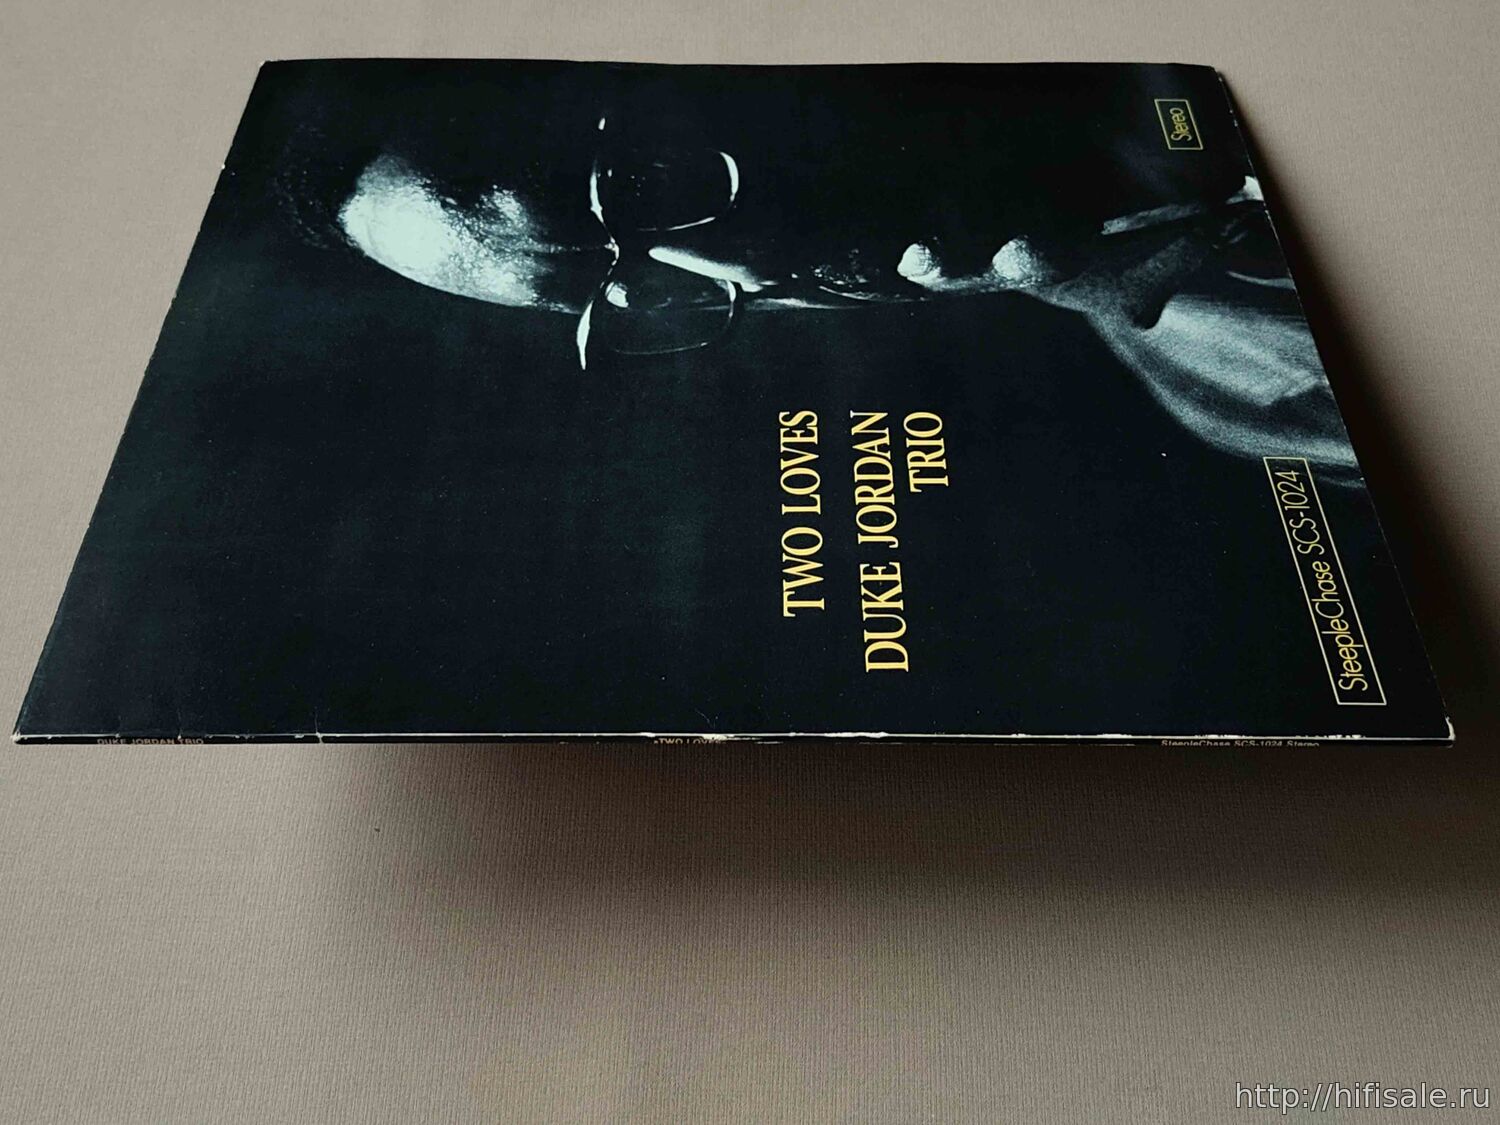 Stereo
TWO LOVES
DUKE JORDAN
TRIO
SteepleChase SCS-1024
DUKE JORDAN TRIO
»TWO LOVES«
SteepleChase SCS-1024 Stereo
http://hifisale.ru